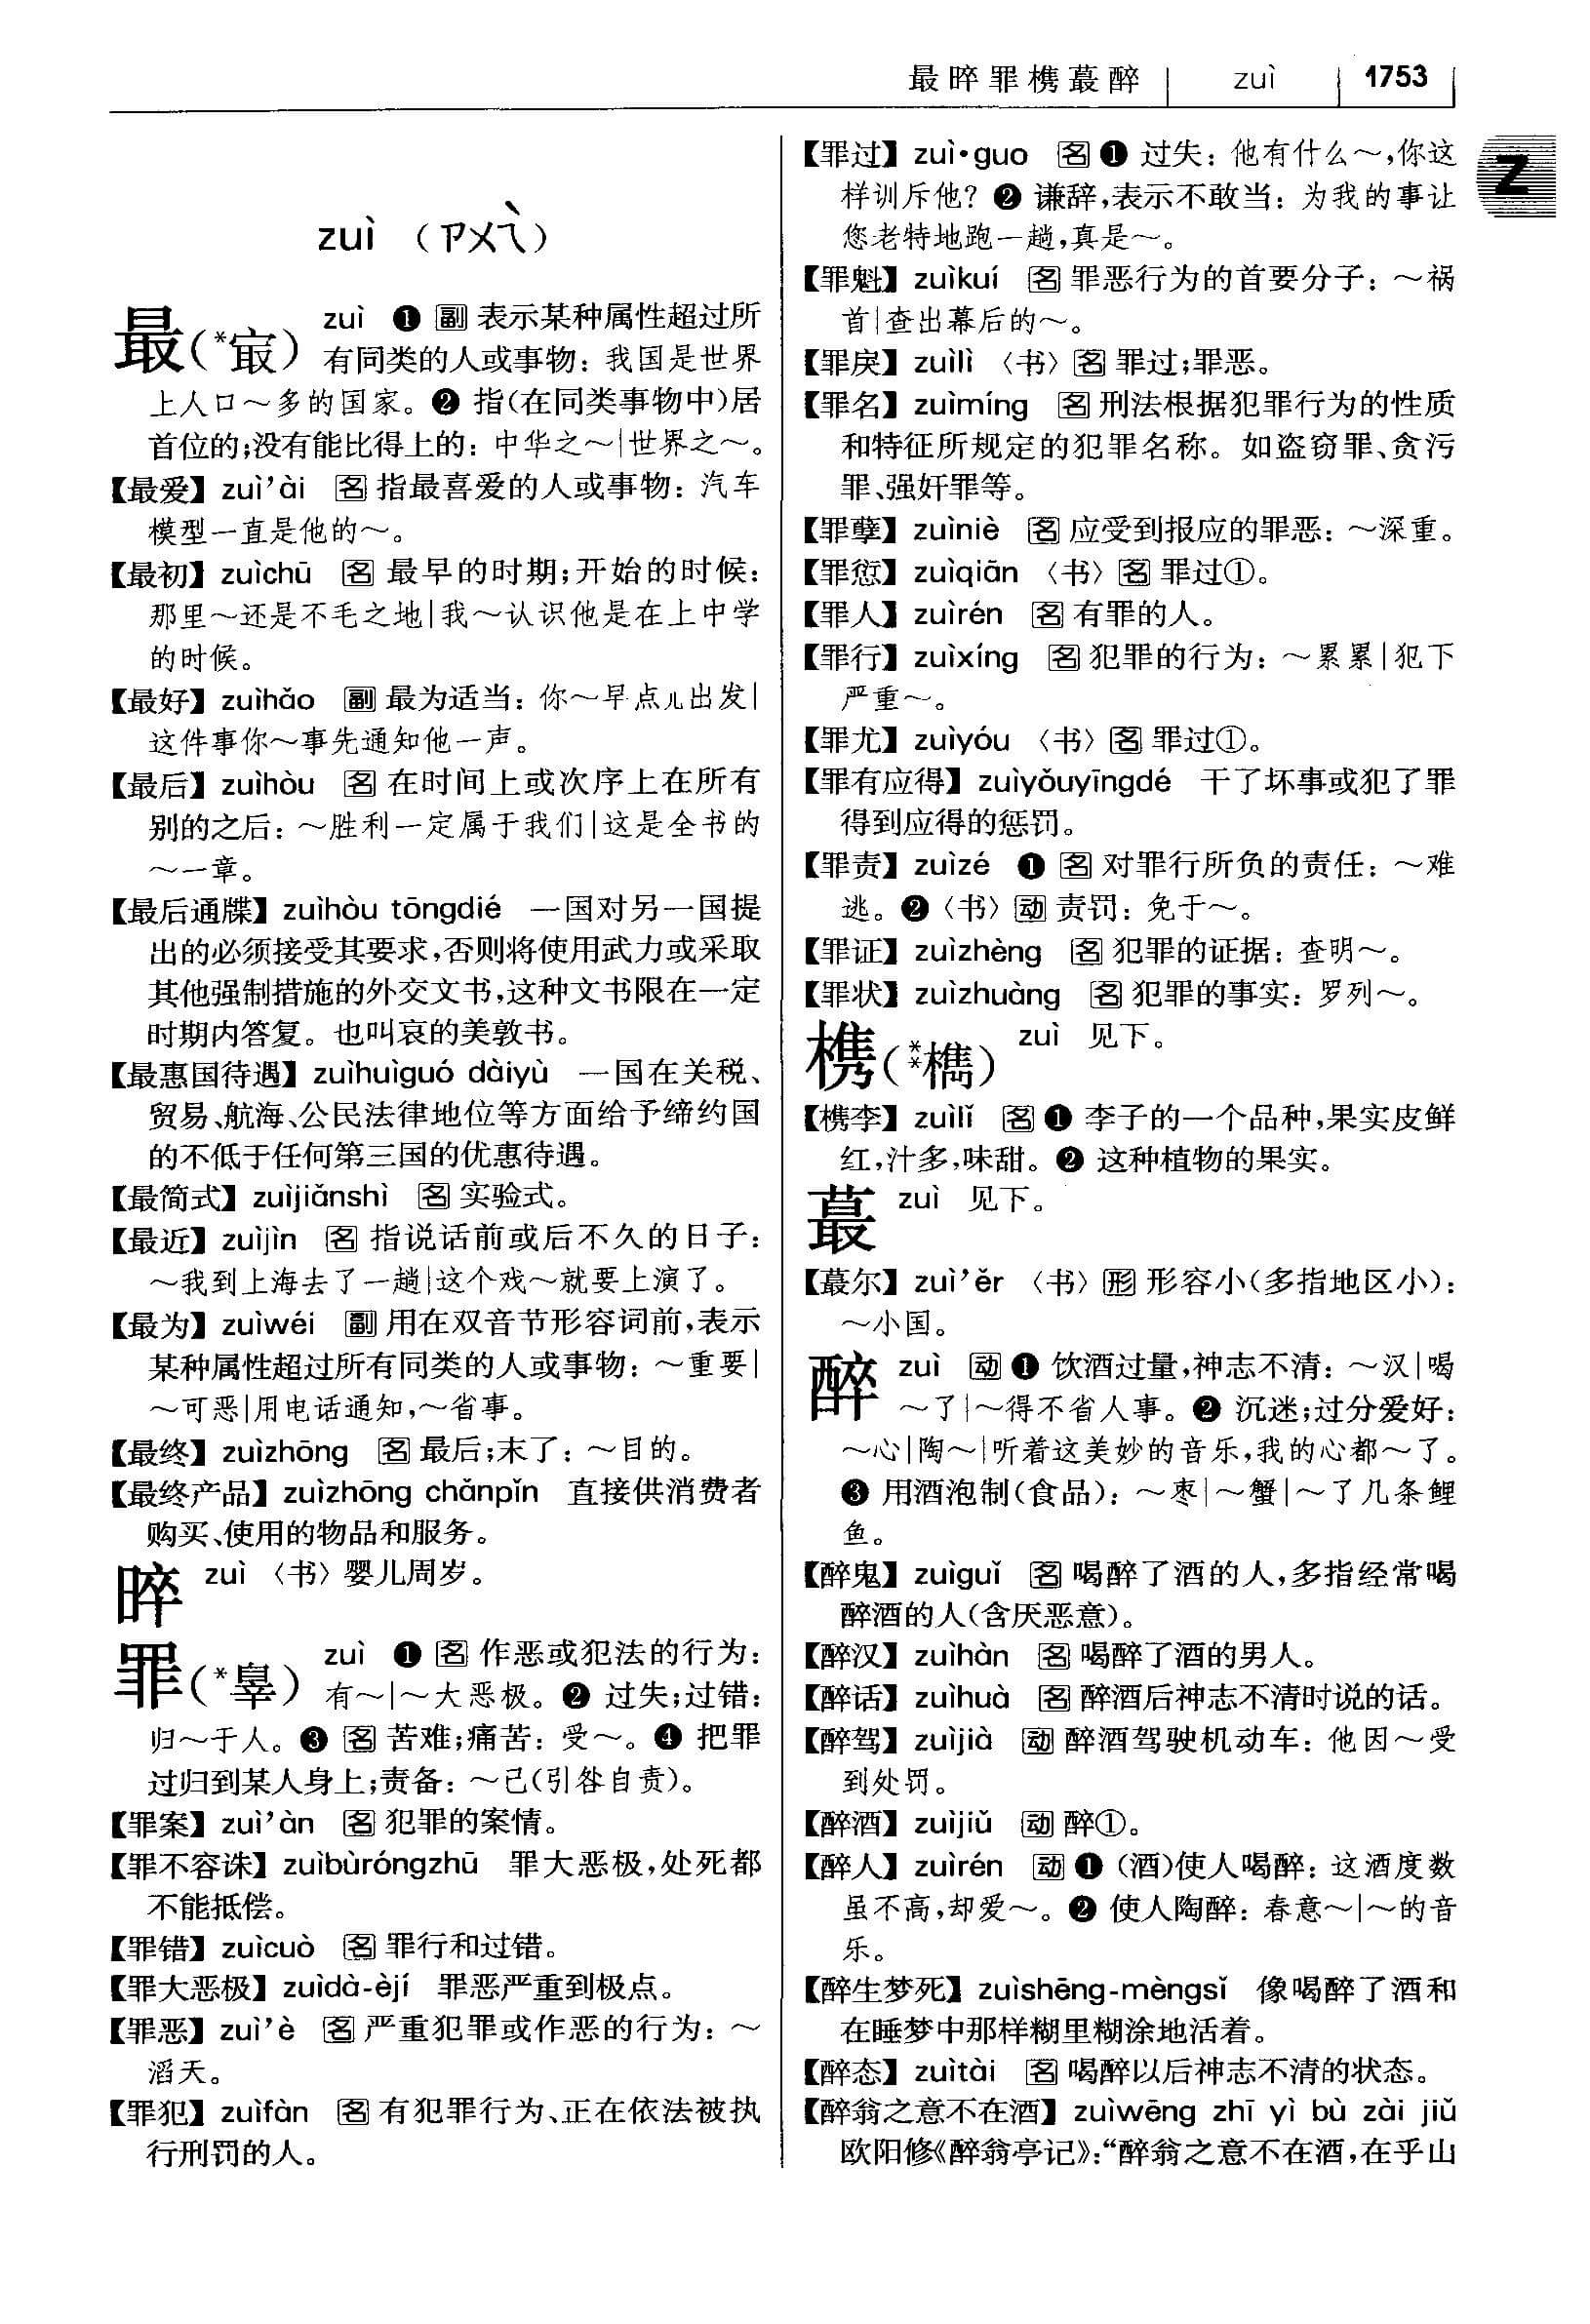 最晬罪槜蕞醉 zuì 1753
Z
zuì (ㄗㄨㄟˋ)
最(*㝡) zuì ❶ 副 表示某种属性超过所
有同类的人或事物:我国是世界
上人口～多的国家。❷ 指(在同类事物中)居
首位的;没有能比得上的:中华之～|世界之～。
【最爱】 zuì’ài 名 指最喜爱的人或事物:汽车
模型一直是他的～。
【最初】 zuìchū 名 最早的时期;开始的时候:
那里～还是不毛之地|我～认识他是在上中学
的时候。
【最好】 zuìhǎo 副 最为适当:你～早点儿出发|
这件事你～事先通知他一声。
【最后】 zuìhòu 名 在时间上或次序上在所有
别的之后:～胜利一定属于我们|这是全书的
～一章。
【最后通牒】 zuìhòu tōngdié 一国对另一国提
出的必须接受其要求,否则将使用武力或采取
其他强制措施的外交文书,这种文书限在一定
时期内答复。也叫哀的美敦书。
【最惠国待遇】 zuìhuìguó dàiyù 一国在关税、
贸易、航海、公民法律地位等方面给予缔约国
的不低于任何第三国的优惠待遇。
【最简式】 zuìjiǎnshì 名 实验式。
【最近】 zuìjìn 名 指说话前或后不久的日子:
～我到上海去了一趟|这个戏～就要上演了。
【最为】 zuìwéi 副 用在双音节形容词前,表示
某种属性超过所有同类的人或事物:～重要|
～可恶|用电话通知,～省事。
【最终】 zuìzhōng 名 最后;末了:～目的。
【最终产品】 zuìzhōng chǎnpǐn 直接供消费者
购买、使用的物品和服务。
晬 zuì 〈书〉婴儿周岁。
罪(*辠) zuì ❶ 名 作恶或犯法的行为:
有～|～大恶极。❷ 过失;过错:
归～于人。❸ 名 苦难;痛苦:受～。❹ 把罪
过归到某人身上;责备:～己(引咎自责)。
【罪案】 zuì’àn 名 犯罪的案情。
【罪不容诛】 zuìbùróngzhū 罪大恶极,处死都
不能抵偿。
【罪错】 zuìcuò 名 罪行和过错。
【罪大恶极】 zuìdà-èjí 罪恶严重到极点。
【罪恶】 zuì’è 名 严重犯罪或作恶的行为:～
滔天。
【罪犯】 zuìfàn 名 有犯罪行为、正在依法被执
行刑罚的人。
【罪过】 zuì·guo 名 ❶ 过失:他有什么～,你这
样训斥他?❷ 谦辞,表示不敢当:为我的事让
您老特地跑一趟,真是～。
【罪魁】 zuìkuí 名 罪恶行为的首要分子:～祸
首|查出幕后的～。
【罪戾】 zuìlì 〈书〉名 罪过;罪恶。
【罪名】 zuìmíng 名 刑法根据犯罪行为的性质
和特征所规定的犯罪名称。如盗窃罪、贪污
罪、强奸罪等。
【罪孽】 zuìniè 名 应受到报应的罪恶:～深重。
【罪愆】 zuìqiān 〈书〉名 罪过①。
【罪人】 zuìrén 名 有罪的人。
【罪行】 zuìxíng 名 犯罪的行为:～累累|犯下
严重～。
【罪尤】 zuìyóu 〈书〉名 罪过①。
【罪有应得】 zuìyǒuyīngdé 干了坏事或犯了罪
得到应得的惩罚。
【罪责】 zuìzé ❶ 名 对罪行所负的责任:～难
逃。❷〈书〉动 责罚:免于～。
【罪证】 zuìzhèng 名 犯罪的证据:查明～。
【罪状】 zuìzhuàng 名 犯罪的事实:罗列～。
槜(**檇) zuì 见下。
【槜李】 zuìlǐ 名 ❶ 李子的一个品种,果实皮鲜
红,汁多,味甜。❷ 这种植物的果实。
蕞 zuì 见下。
【蕞尔】 zuì’ěr 〈书〉形 形容小(多指地区小):
～小国。
醉 zuì 动 ❶ 饮酒过量,神志不清:～汉|喝
～了|～得不省人事。❷ 沉迷;过分爱好:
～心|陶～|听着这美妙的音乐,我的心都～了。
❸ 用酒泡制(食品):～枣|～蟹|～了几条鲤
鱼。
【醉鬼】 zuìguǐ 名 喝醉了酒的人,多指经常喝
醉酒的人(含厌恶意)。
【醉汉】 zuìhàn 名 喝醉了酒的男人。
【醉话】 zuìhuà 名 醉酒后神志不清时说的话。
【醉驾】 zuìjià 动 醉酒驾驶机动车:他因～受
到处罚。
【醉酒】 zuìjiǔ 动 醉①。
【醉人】 zuìrén 动 ❶ (酒)使人喝醉:这酒度数
虽不高,却爱～。❷ 使人陶醉:春意～|～的音
乐。
【醉生梦死】 zuìshēng-mèngsǐ 像喝醉了酒和
在睡梦中那样糊里糊涂地活着。
【醉态】 zuìtài 名 喝醉以后神志不清的状态。
【醉翁之意不在酒】 zuìwēng zhī yì bù zài jiǔ
欧阳修《醉翁亭记》:“醉翁之意不在酒,在乎山